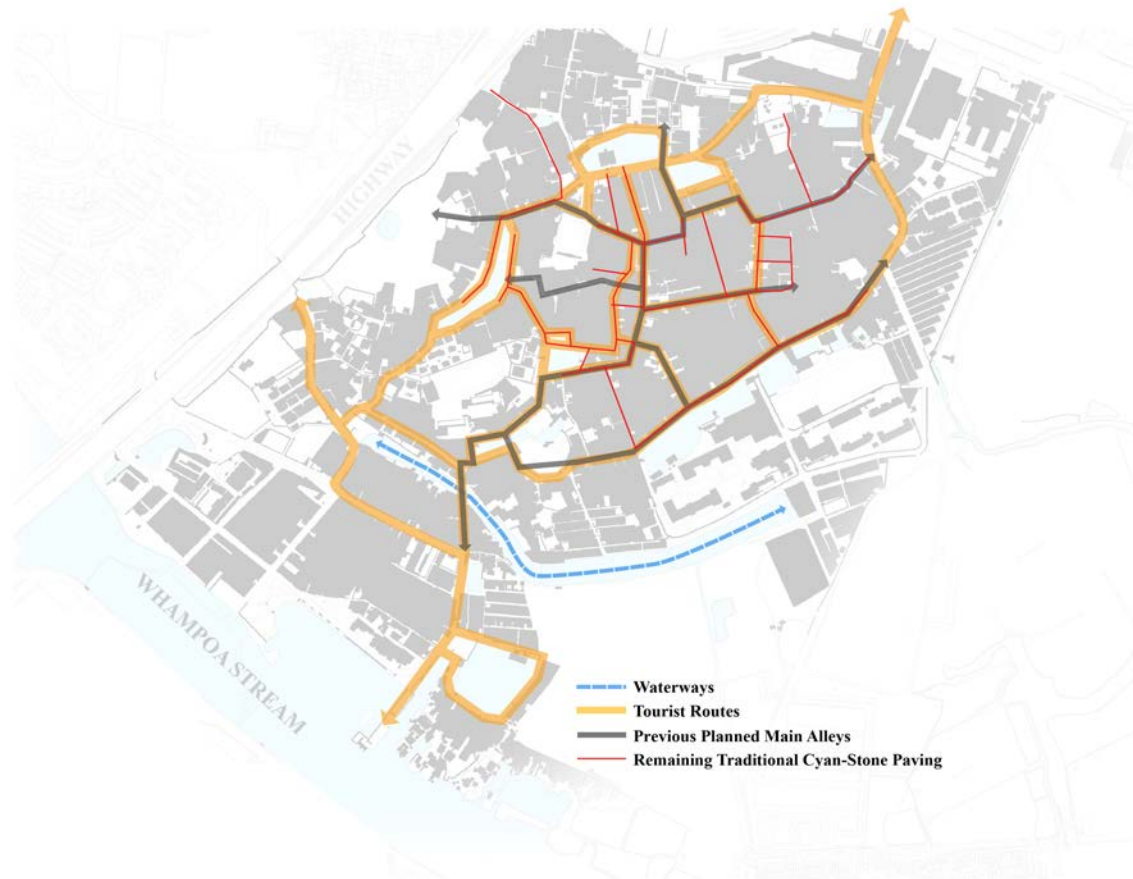 HIGHWAY
WHAMPOA STREAM
Waterways
Tourist Routes
Previous Planned Main Alleys
Remaining Traditional Cyan-Stone Paving